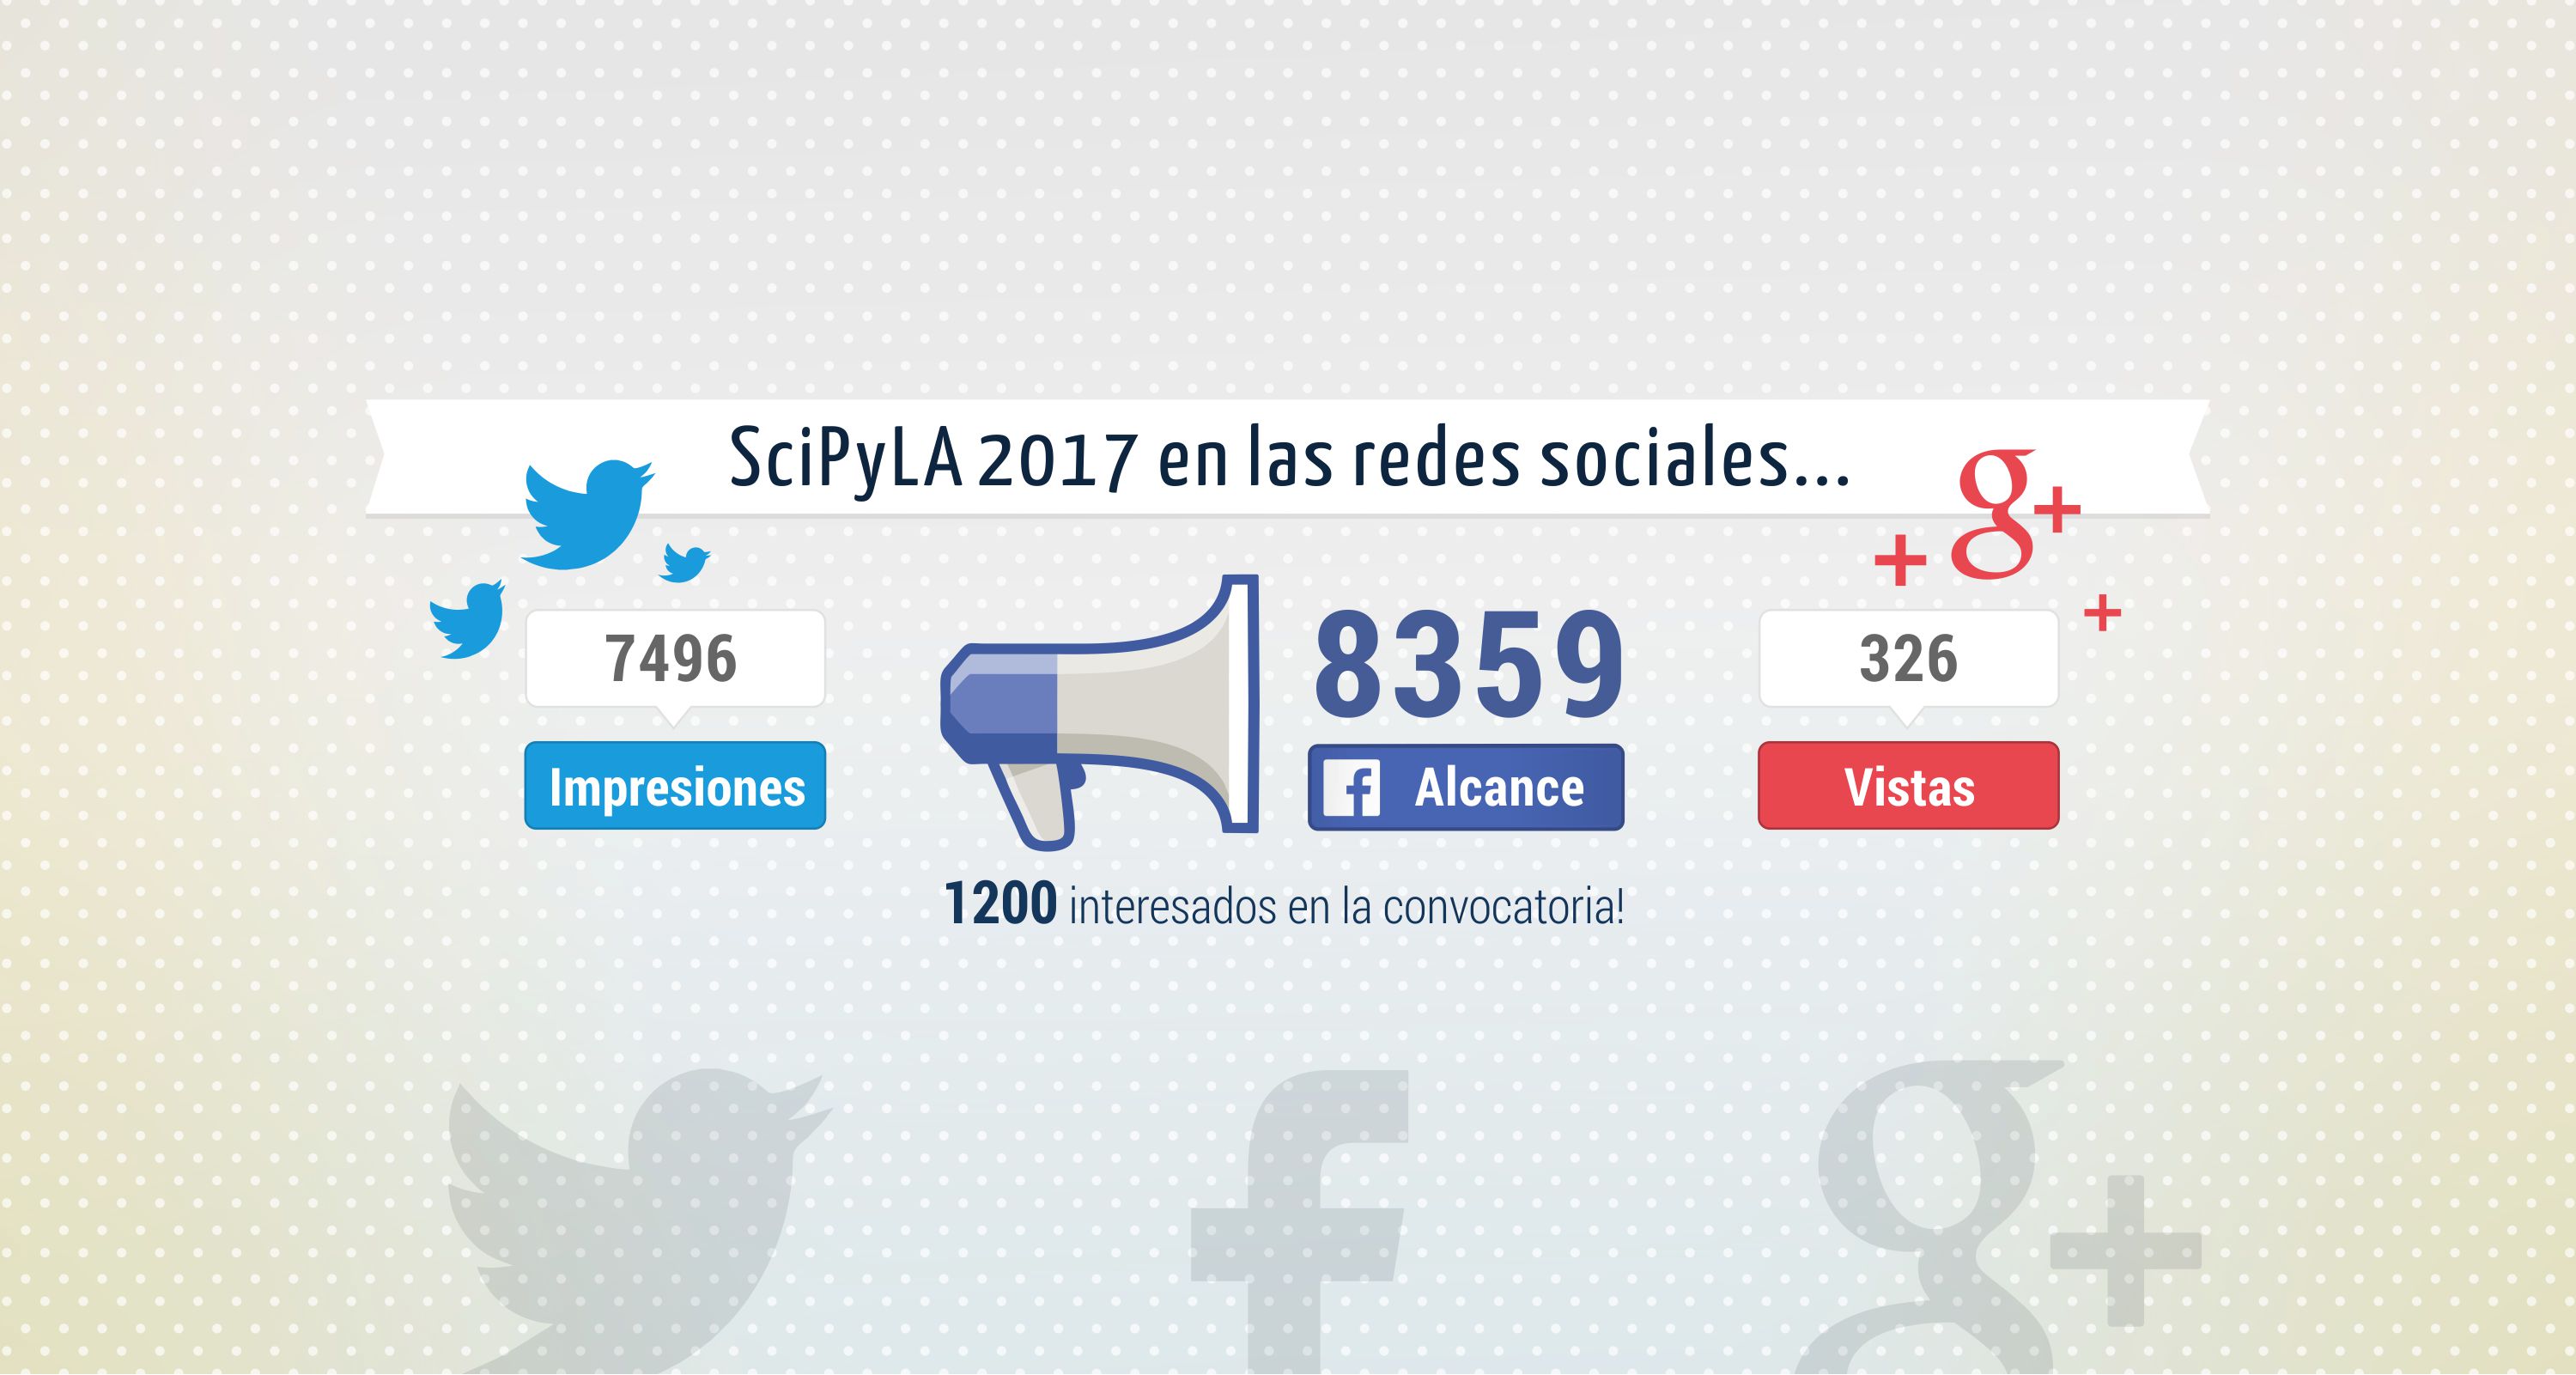 SciPyLA 2017 en las redes sociales...
g+
7496
Impresiones
8359
f Alcance
326
Vistas
1200 interesados en la convocatoria!
f
g+